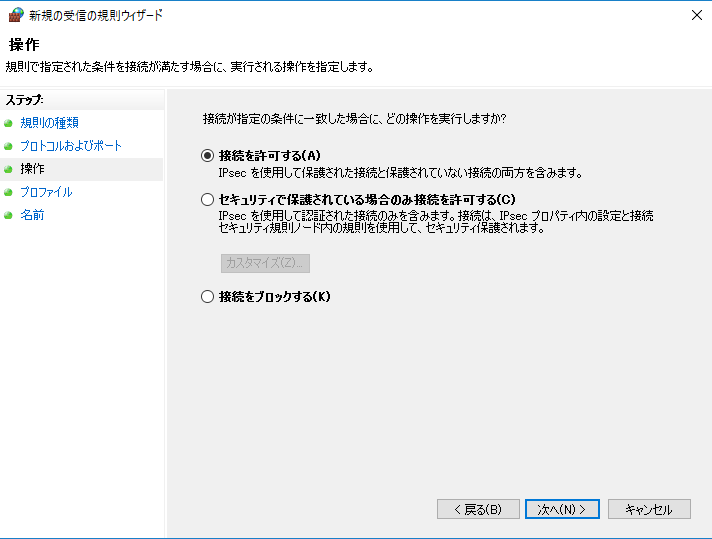 新規の受信の規則ウィザード
操作
規則で指定された条件を接続が満たす場合に、実行される操作を指定します。
ステップ:
規則の種類
プロトコルおよびポート
操作
プロファイル
名前
接続が指定の条件に一致した場合に、どの操作を実行しますか?
接続を許可する(A)
IPsec を使用して保護された接続と保護されていない接続の両方を含みます。
セキュリティで保護されている場合のみ接続を許可する(C)
IPsec を使用して認証された接続のみを含みます。接続は、IPsec プロパティ内の設定と接続
セキュリティ規則ノード内の規則を使用して、セキュリティ保護されます。
カスタマイズ(Z)...
接続をブロックする(K)
< 戻る(B)
次へ(N) >
キャンセル